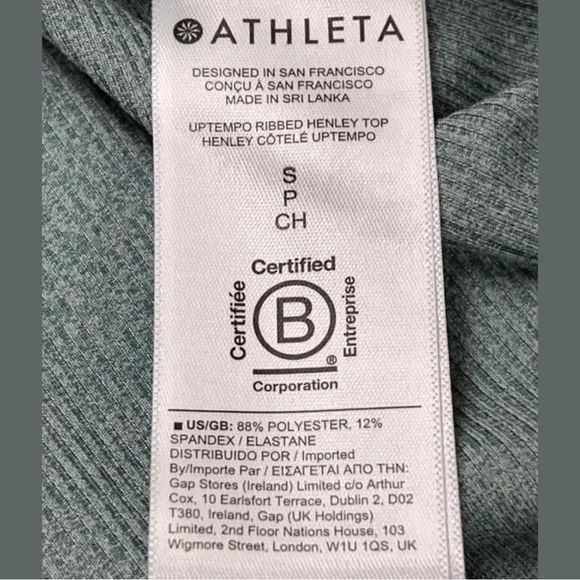 ATHLETA
DESIGNED IN SAN FRANCISCO
CONÇU À SAN FRANCISCO
MADE IN SRI LANKA
UPTEMPO RIBBED HENLEY TOP
HENLEY CÔTELÉ UPTEMPO
S
P
CH
Certified
Certifiée
B
®
Entreprise
Corporation
■ US/GB: 88% POLYESTER, 12%
SPANDEX / ELASTANE
DISTRIBUIDO POR / Imported
By/Importe Par / ΕΙΣΑΓΕΤΑΙ ΑΠΟ ΤΗΝ:
Gap Stores (Ireland) Limited c/o Arthur
Cox, 10 Earlsfort Terrace, Dublin 2, D02
T380, Ireland, Gap (UK Holdings)
Limited, 2nd Floor Nations House, 103
Wigmore Street, London, W1U 1QS, UK